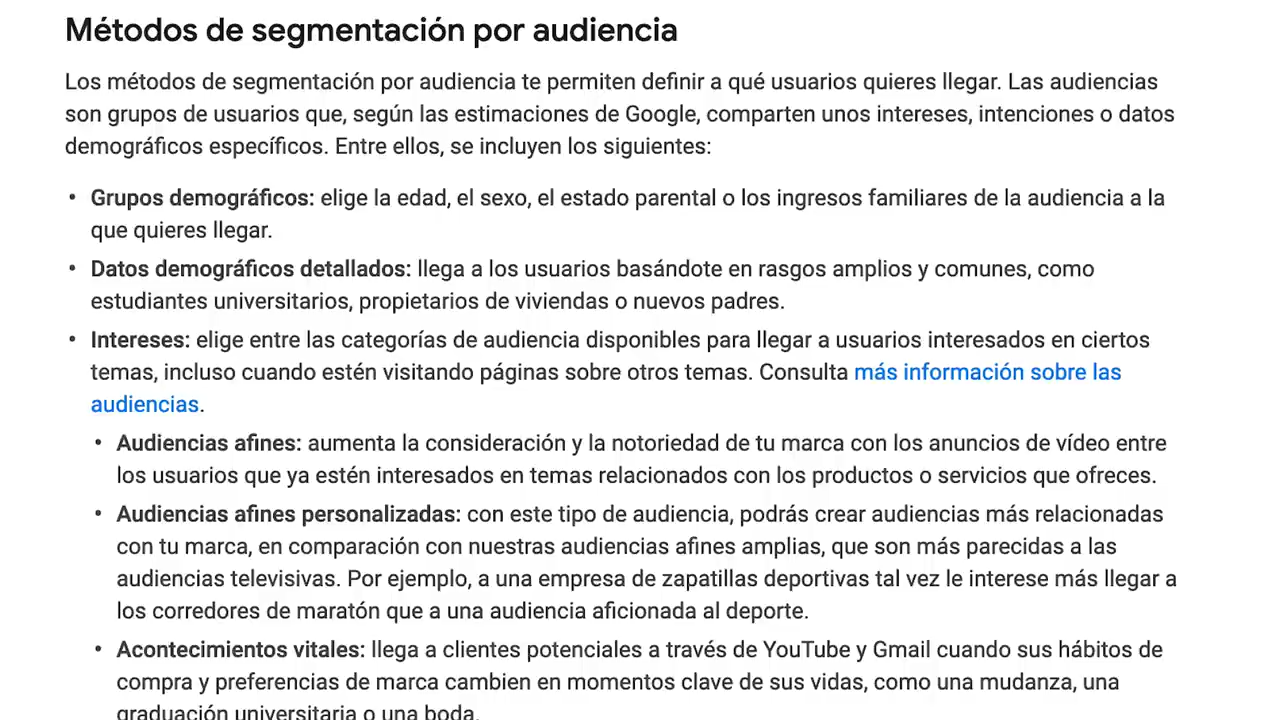 Métodos de segmentación por audiencia
Los métodos de segmentación por audiencia te permiten definir a qué usuarios quieres llegar. Las audiencias
son grupos de usuarios que, según las estimaciones de Google, comparten unos intereses, intenciones o datos
demográficos específicos. Entre ellos, se incluyen los siguientes:
• Grupos demográficos: elige la edad, el sexo, el estado parental o los ingresos familiares de la audiencia a la
que quieres llegar.
• Datos demográficos detallados: llega a los usuarios basándote en rasgos amplios y comunes, como
estudiantes universitarios, propietarios de viviendas o nuevos padres.
• Intereses: elige entre las categorías de audiencia disponibles para llegar a usuarios interesados en ciertos
temas, incluso cuando estén visitando páginas sobre otros temas. Consulta más información sobre las
audiencias.
• Audiencias afines: aumenta la consideración y la notoriedad de tu marca con los anuncios de vídeo entre
los usuarios que ya estén interesados en temas relacionados con los productos o servicios que ofreces.
• Audiencias afines personalizadas: con este tipo de audiencia, podrás crear audiencias más relacionadas
con tu marca, en comparación con nuestras audiencias afines amplias, que son más parecidas a las
audiencias televisivas. Por ejemplo, a una empresa de zapatillas deportivas tal vez le interese más llegar a
los corredores de maratón que a una audiencia aficionada al deporte.
• Acontecimientos vitales: llega a clientes potenciales a través de YouTube y Gmail cuando sus hábitos de
compra y preferencias de marca cambien en momentos clave de sus vidas, como una mudanza, una
graduación universitaria o una boda.